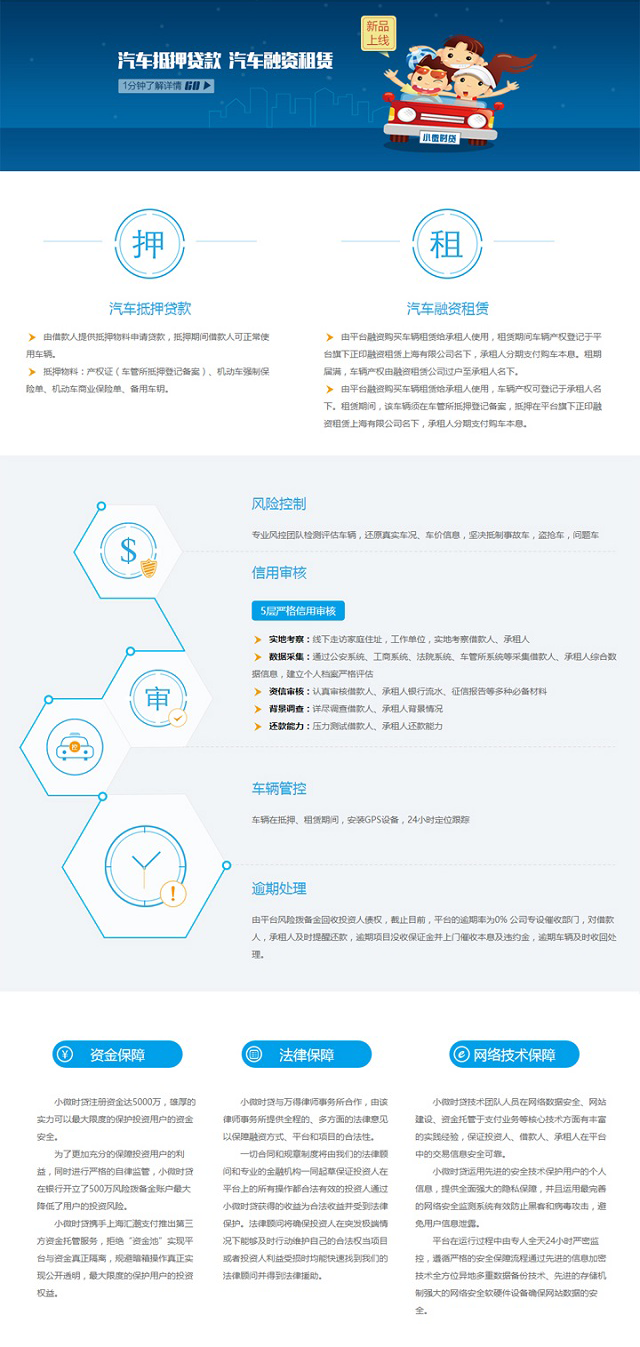 新品
上线
汽车抵押贷款 汽车融资租赁
1分钟了解详情 GO
小微时贷
押
租
汽车抵押贷款
由借款人提供抵押物料申请贷款，抵押期间借款人可正常使
用车辆。
抵押物料：产权证（车管所抵押登记备案）、机动车强制保
险单、机动车商业保险单、备用车钥。
汽车融资租赁
由平台融资购买车辆租赁给承租人使用，租赁期间车辆产权登记于平
台旗下正印融资租赁上海有限公司名下，承租人分期支付购车本息。租期
届满，车辆产权由融资租赁公司过户至承租人名下。
由平台融资购买车辆租赁给承租人使用，车辆产权可登记于承租人名
下。租赁期间，该车辆须在车管所抵押登记备案，抵押在平台旗下正印融
资租赁上海有限公司名下，承租人分期支付购车本息。
$
风险控制
专业风控团队检测评估车辆，还原真实车况、车价信息，坚决抵制事故车，盗抢车，问题车
信用审核
5层严格信用审核
实地考察：线下走访家庭住址，工作单位，实地考察借款人、承租人
数据采集：通过公安系统、工商系统、法院系统、车管所系统等采集借款人、承租人综合数
据信息，建立个人档案严格评估
资信审核：认真审核借款人、承租人银行流水、征信报告等多种必备材料
背景调查：详尽调查借款人、承租人背景情况
还款能力：压力测试借款人、承租人还款能力
审
控
车辆管控
车辆在抵押、租赁期间，安装GPS设备，24小时定位跟踪
!
逾期处理
由平台风险拨备金回收投资人债权，截止目前，平台的逾期率为0% 公司专设催收部门，对借款
人，承租人及时提醒还款，逾期项目没收保证金并上门催收本息及违约金，逾期车辆及时收回处
理。
¥ 资金保障
小微时贷注册资金达5000万，雄厚的
实力可以最大限度的保护投资用户的资金
安全。
为了更加充分的保障投资用户的利
益，同时进行严格的自律监管，小微时贷
在银行开立了500万风险拨备金账户最大
降低了用户的投资风险。
小微时贷携手上海汇潮支付推出第三
方资金托管服务，拒绝“资金池”实现平
台与资金真正隔离，规避暗箱操作真正实
现公开透明，最大限度的保护用户的投资
权益。
法律保障
小微时贷与万得律师事务所合作，由该
律师事务所提供全程的、多方面的法律意见
以保障融资方式、平台和项目的合法性。
一切合同和规章制度将由我们的法律顾
问和专业的金融机构一同起草保证投资人在
平台上的所有操作都合法有效的投资人通过
小微时贷获得的收益为合法收益并受到法律
保护。法律顾问将确保投资人在突发极端情
况下能够及时行动维护自己的合法权当项目
或者投资人利益受损时均能快速找到我们的
法律顾问并得到法律援助。
e 网络技术保障
小微时贷技术团队人员在网络数据安全、网站
建设、资金托管于支付业务等核心技术方面有丰富
的实践经验，保证投资人、借款人、承租人在平台
中的交易信息安全可靠。
小微时贷运用先进的安全技术保护用户的个人
信息，提供全面强大的隐私保障，并且运用最完善
的网络安全监测系统有效防止黑客和病毒攻击，避
免用户信息泄露。
平台在运行过程中由专人全天24小时严密监
控，遵循严格的安全保障流程通过先进的信息加密
技术全方位异地多重数据备份技术、先进的存储机
制强大的网络安全软硬件设备确保网站数据的安
全。